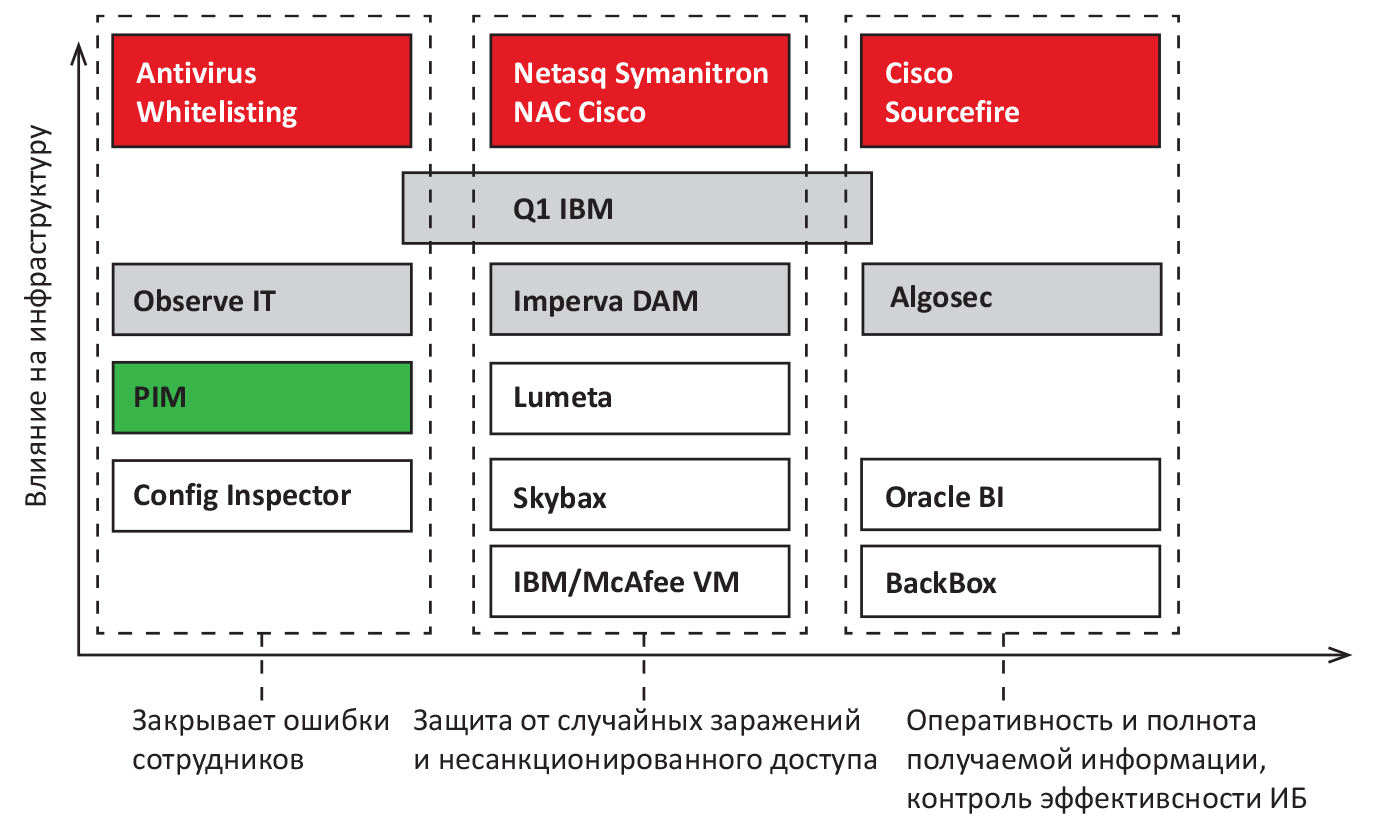 Влияние на инфраструктуру
Antivirus
Whitelisting
Netasq Symanitron
NAC Cisco
Cisco
Sourcefire
Q1 IBM
Observe IT
Imperva DAM
Algosec
PIM
Lumeta
Config Inspector
Skybax
Oracle BI
IBM/McAfee VM
BackBox
Закрывает ошибки
сотрудников
Защита от случайных заражений
и несанкционированного доступа
Оперативность и полнота
получаемой информации,
контроль эффективсности ИБ